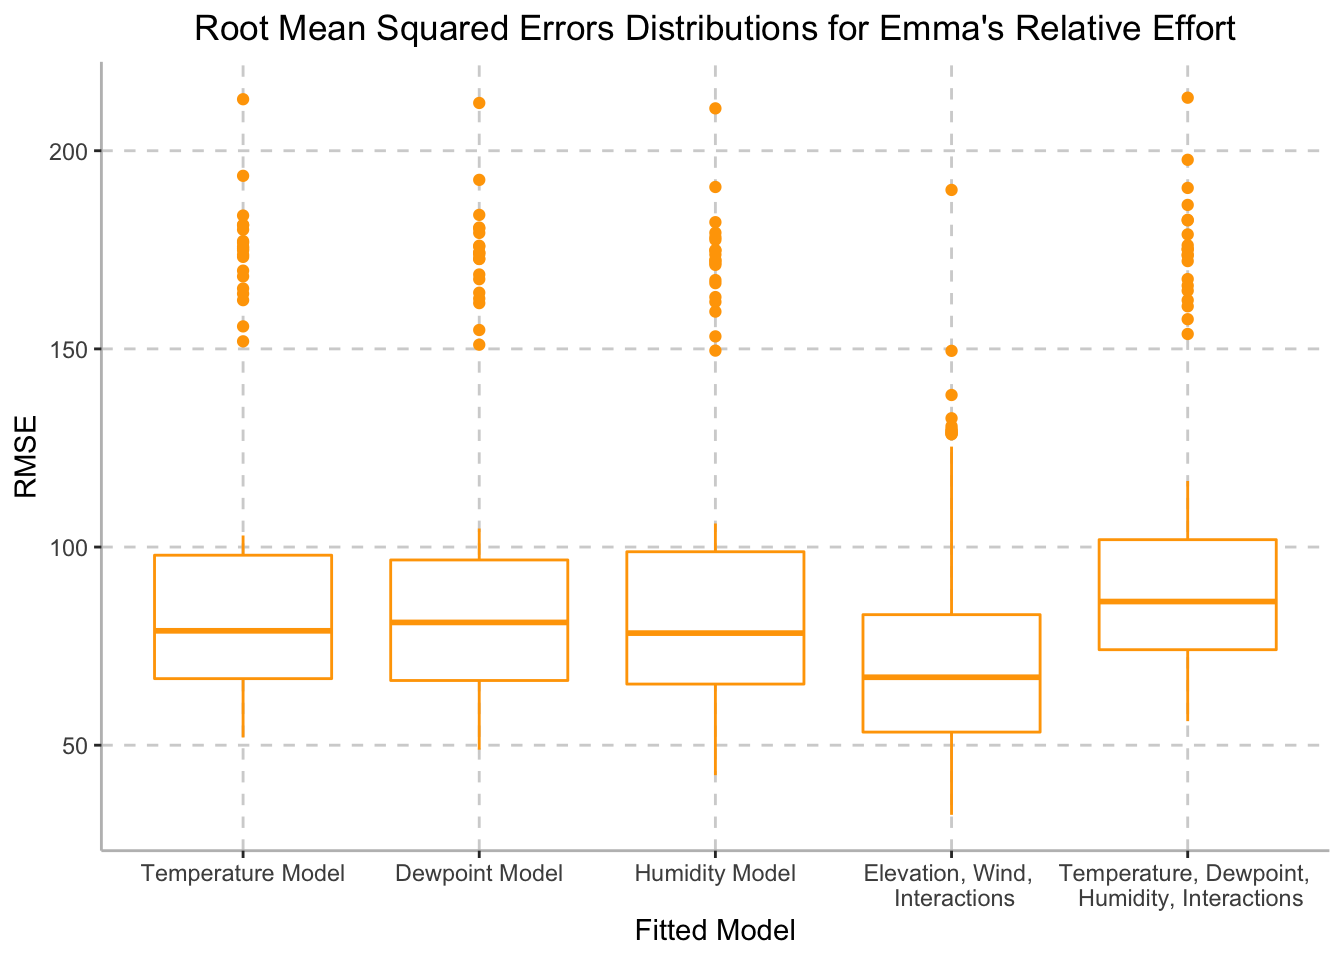 Root Mean Squared Errors Distributions for Emma's Relative Effort
RMSE
200
150
100
50
Temperature Model
Dewpoint Model
Humidity Model
Elevation, Wind,
Interactions
Temperature, Dewpoint,
Humidity, Interactions
Fitted Model